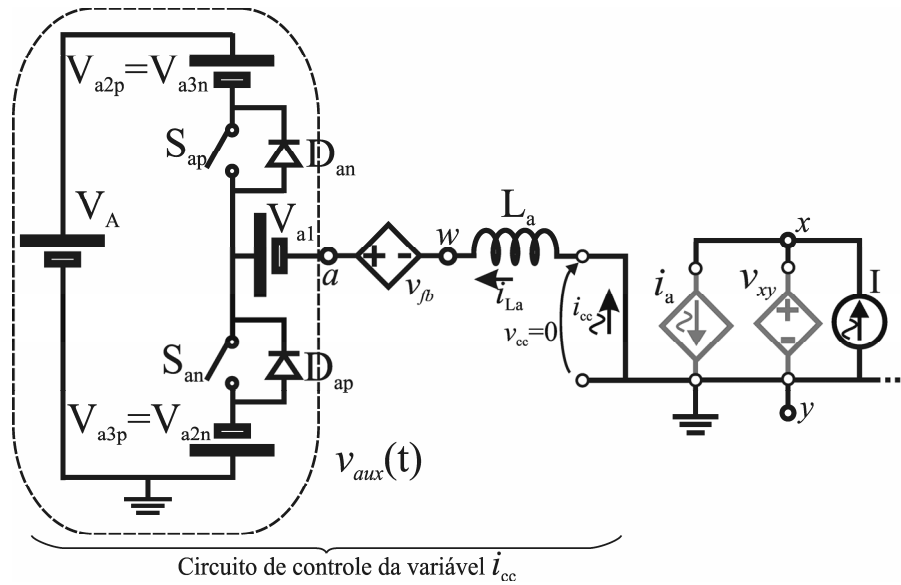 V_a2p=V_a3n
S_ap
D_an
V_A
V_a1
L_a
a
v_fb
w
i_La
v_cc=0
i_cc
x
i_a
v_xy
I
y
S_an
D_ap
V_a3p=V_a2n
v_aux(t)
Circuito de controle da variável i_cc